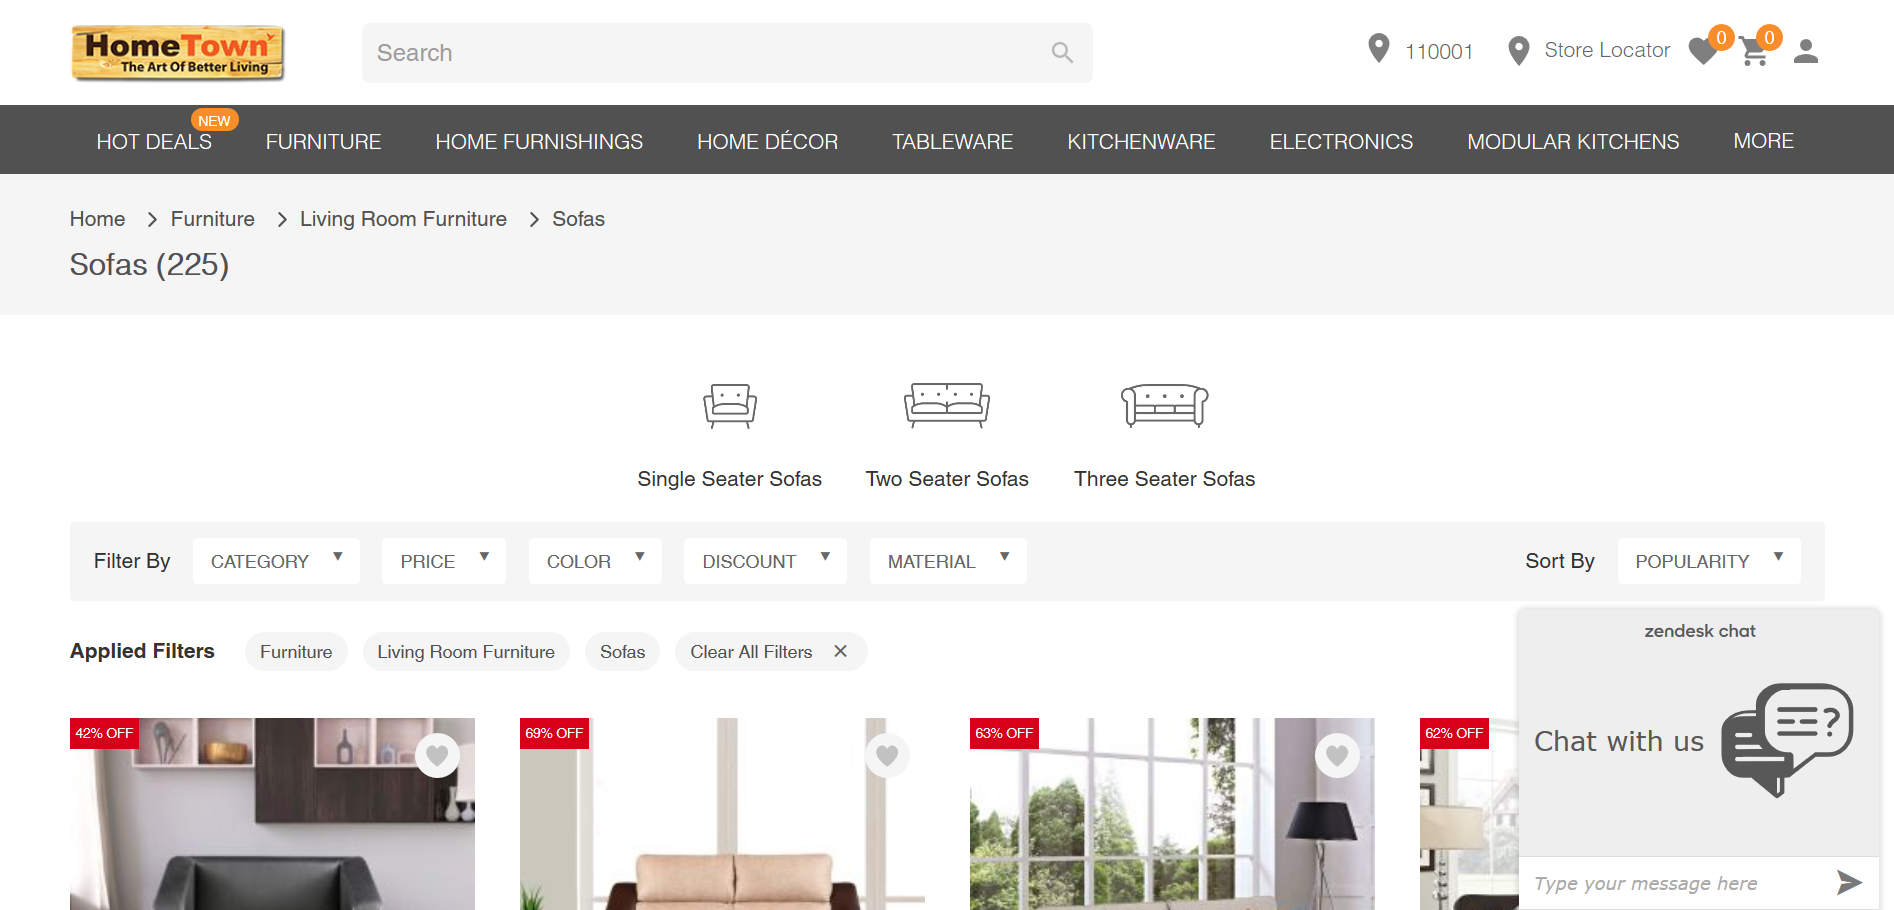 HomeTown
The Art Of Better Living
Search
110001
Store Locator
0
0
HOT DEALS
NEW
FURNITURE
HOME FURNISHINGS
HOME DÉCOR
TABLEWARE
KITCHENWARE
ELECTRONICS
MODULAR KITCHENS
MORE
Home > Furniture > Living Room Furniture > Sofas
Sofas (225)
Single Seater Sofas
Two Seater Sofas
Three Seater Sofas
Filter By
CATEGORY
PRICE
COLOR
DISCOUNT
MATERIAL
Sort By
POPULARITY
Applied Filters
Furniture
Living Room Furniture
Sofas
Clear All Filters ×
42% OFF
69% OFF
63% OFF
62% OFF
zendesk chat
Chat with us
?
Type your message here